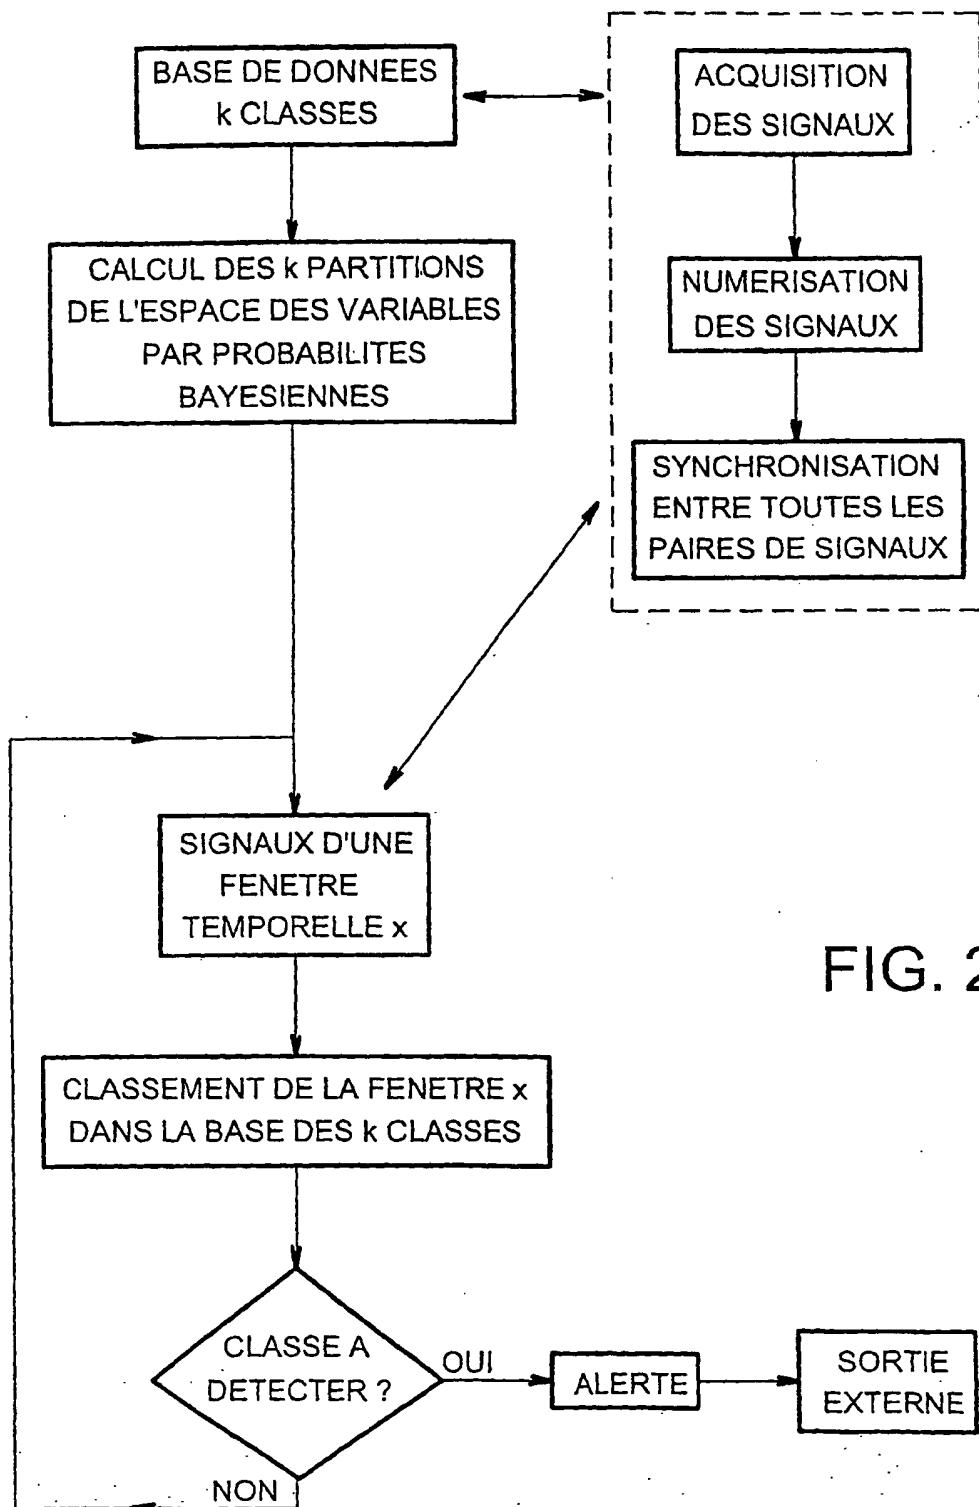 BASE DE DONNEES
k CLASSES
ACQUISITION
DES SIGNAUX
CALCUL DES k PARTITIONS
DE L'ESPACE DES VARIABLES
PAR PROBABILITES
BAYESIENNES
NUMERISATION
DES SIGNAUX
SYNCHRONISATION
ENTRE TOUTES LES
PAIRES DE SIGNAUX
SIGNAUX D'UNE
FENETRE
TEMPORELLE x
FIG. 2
CLASSEMENT DE LA FENETRE x
DANS LA BASE DES k CLASSES
CLASSE A
DETECTER ?
OUI
ALERTE
SORTIE
EXTERNE
NON